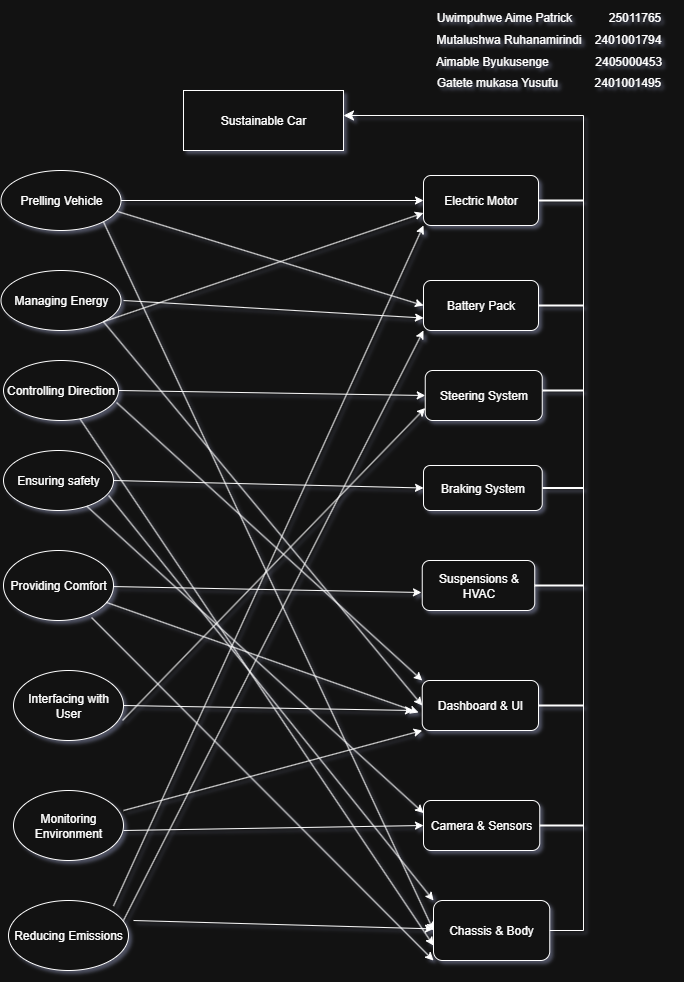 Uwimpuhwe Aime Patrick 25011765
Mutalushwa Ruhanamirindi 2401001794
Aimable Byukusenge 2405000453
Gatete mukasa Yusufu 2401001495
Sustainable Car
Prelling Vehicle
Electric Motor
Managing Energy
Battery Pack
Controlling Direction
Steering System
Ensuring safety
Braking System
Providing Comfort
Suspensions &
HVAC
Interfacing with
User
Dashboard & UI
Monitoring
Environment
Camera & Sensors
Reducing Emissions
Chassis & Body